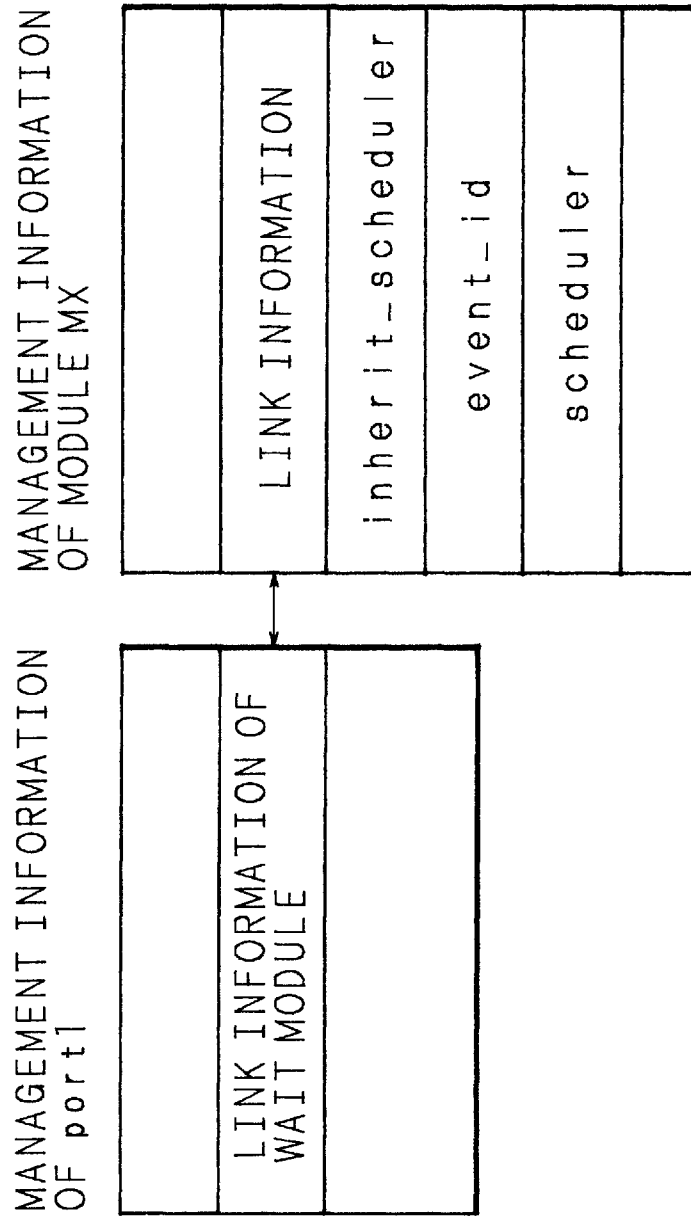 MANAGEMENT INFORMATION
OF port1
LINK INFORMATION OF
WAIT MODULE
MANAGEMENT INFORMATION
OF MODULE MX
LINK INFORMATION
inherit_scheduler
event_id
scheduler